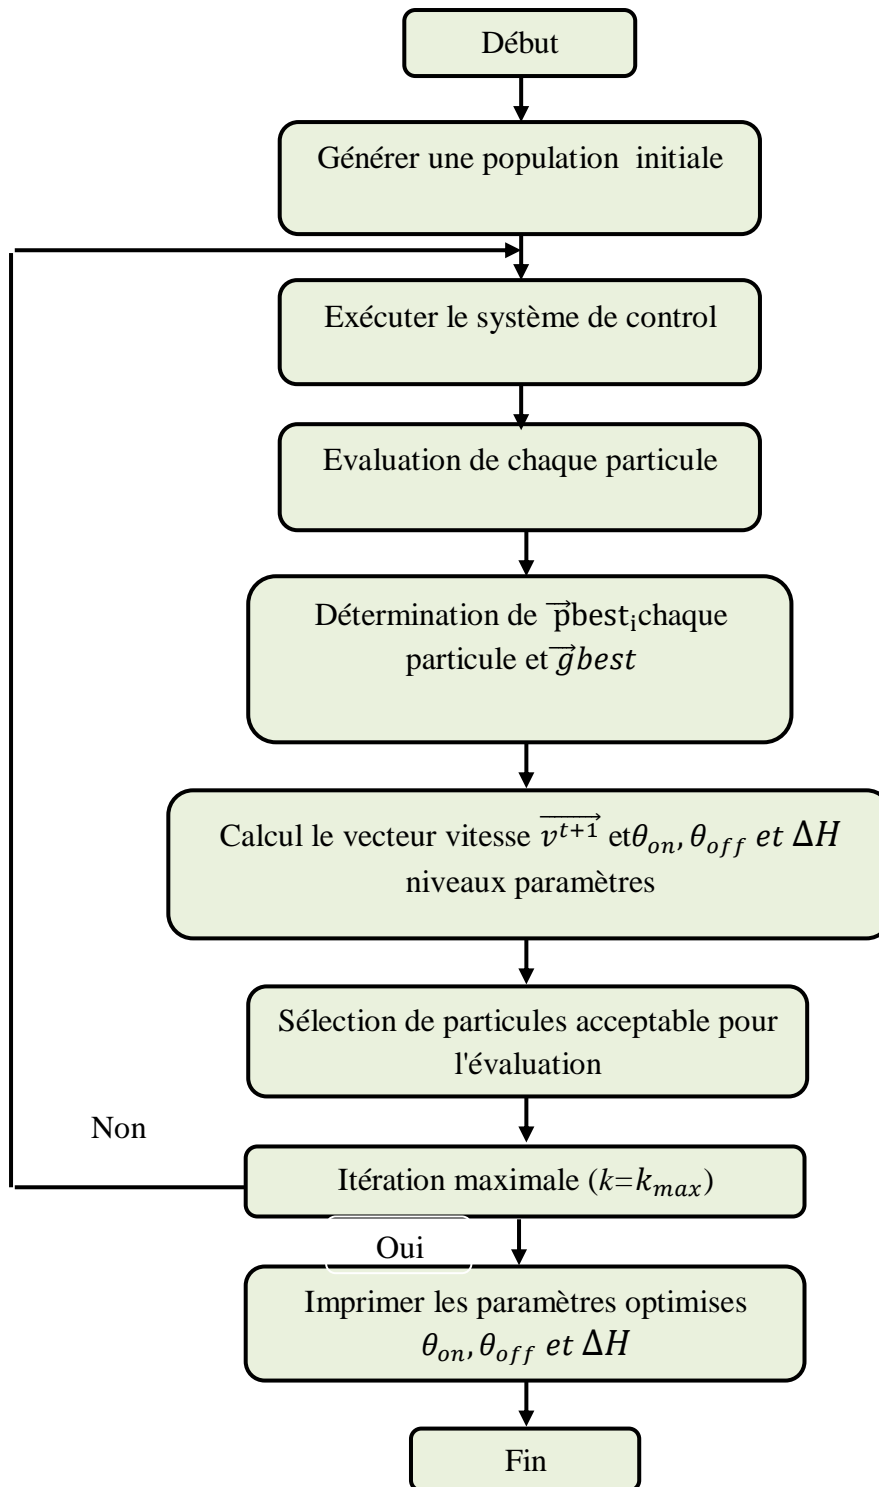 Début
Générer une population initiale
Exécuter le système de control
Evaluation de chaque particule
Détermination de p⃗best_i chaque
particule et g⃗best
Calcul le vecteur vitesse \overrightarrow{v^{t+1}} etθ_on, θ_off et ΔH
niveaux paramètres
Sélection de particules acceptable pour
l'évaluation
Non
Itération maximale (k=k_max)
Oui
Imprimer les paramètres optimises
θ_on, θ_off et ΔH
Fin